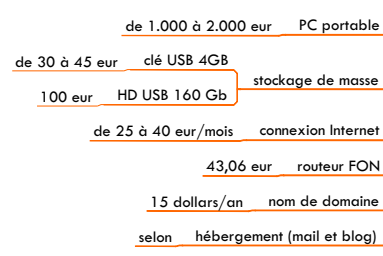 de 1.000 à 2.000 eur PC portable
de 30 à 45 eur clé USB 4GB
stockage de masse
100 eur HD USB 160 Gb
de 25 à 40 eur/mois connexion Internet
43,06 eur routeur FON
15 dollars/an nom de domaine
selon hébergement (mail et blog)